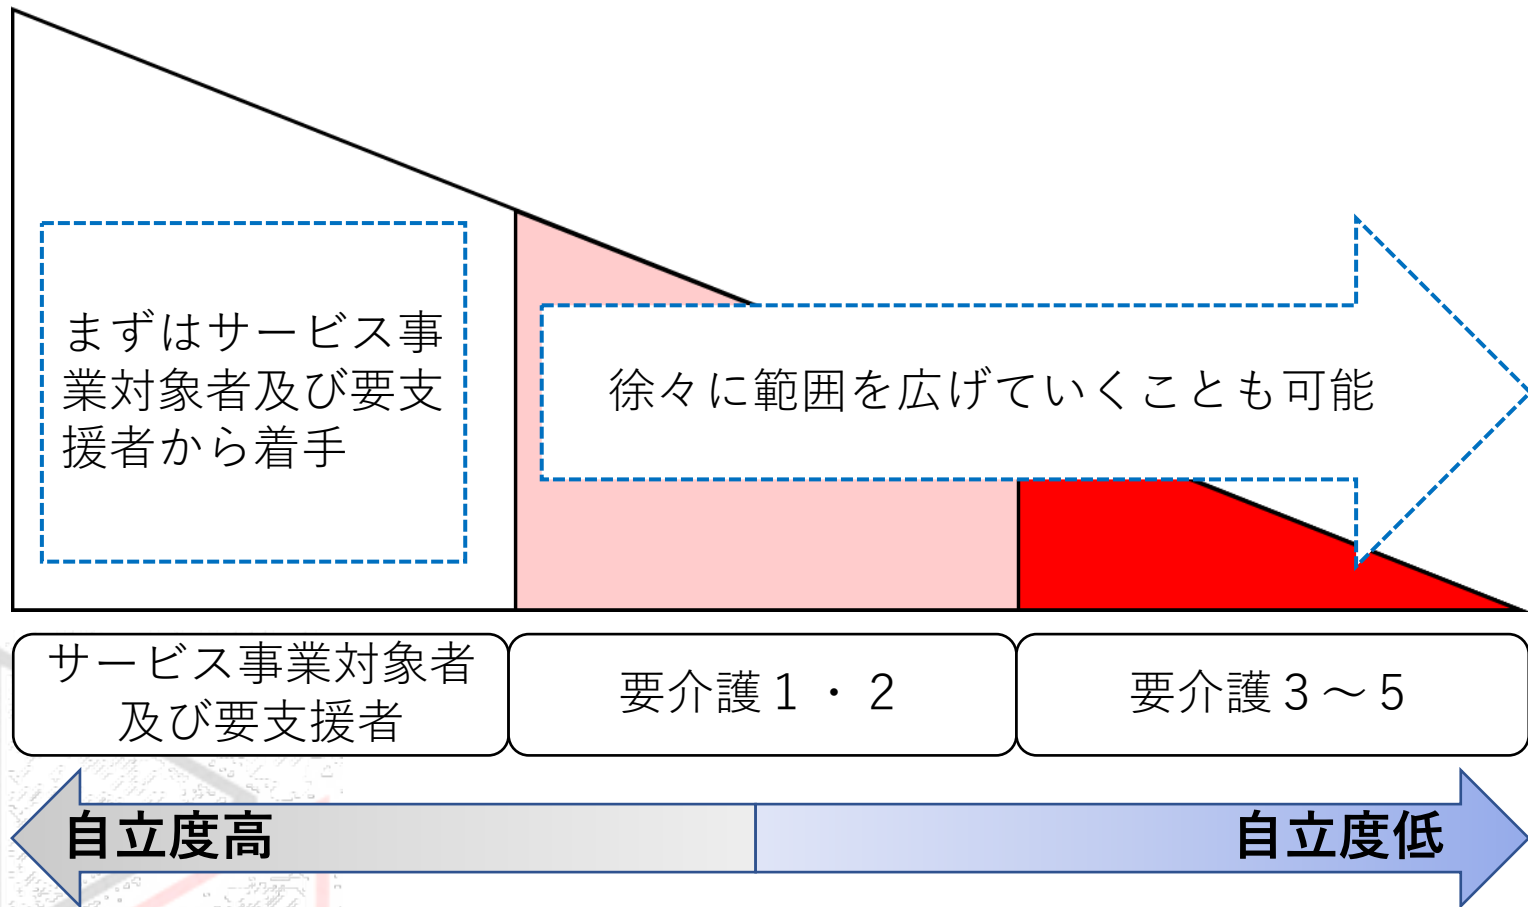 まずはサービス事
業対象者及び要支
援者から着手
徐々に範囲を広げていくことも可能
サービス事業対象者
及び要支援者
要介護１・２
要介護３～５
自立度高
自立度低